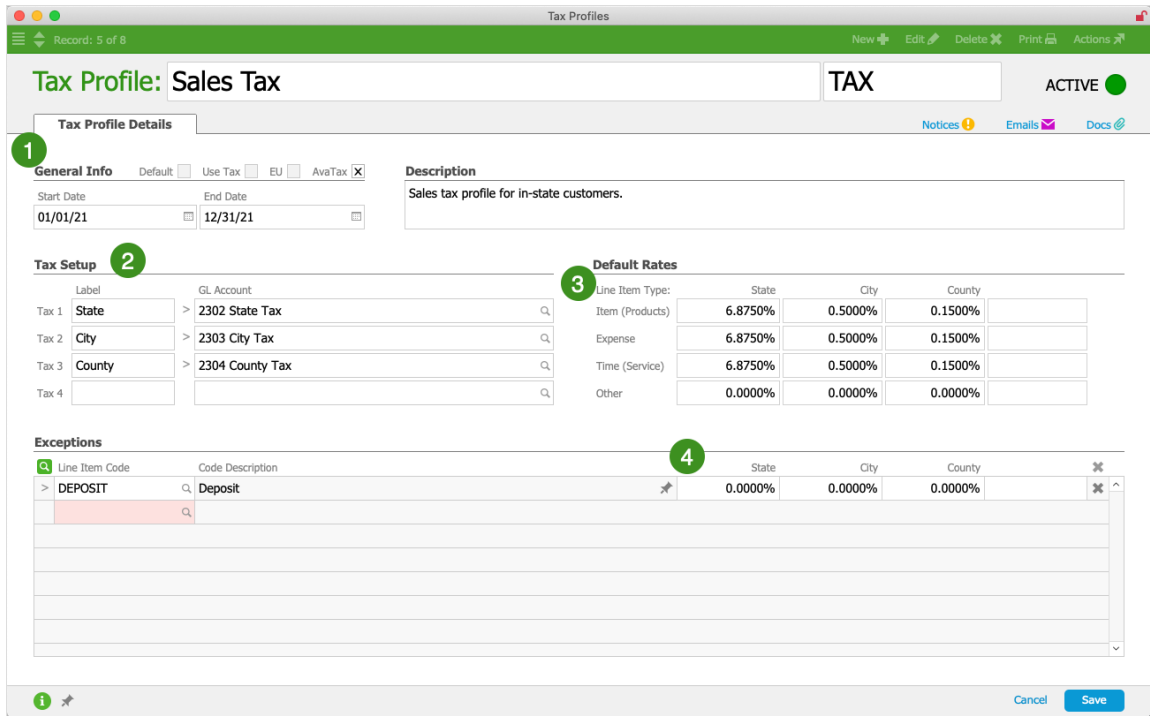 Tax Profiles
Record: 5 of 8 New Edit Delete Print Actions
Tax Profile: Sales Tax TAX ACTIVE
Tax Profile Details Notices Emails Docs
1
General Info Default Use Tax EU AvaTax X Description
Start Date End Date Sales tax profile for in-state customers.
01/01/21 12/31/21
Tax Setup 2 Default Rates
Label GL Account 3 Line Item Type: State City County
Tax 1 State > 2302 State Tax Item (Products) 6.8750% 0.5000% 0.1500%
Tax 2 City > 2303 City Tax Expense 6.8750% 0.5000% 0.1500%
Tax 3 County > 2304 County Tax Time (Service) 6.8750% 0.5000% 0.1500%
Tax 4 Other 0.0000% 0.0000% 0.0000%
Exceptions
Line Item Code Code Description 4 State City County
> DEPOSIT Deposit 0.0000% 0.0000% 0.0000%
Cancel Save